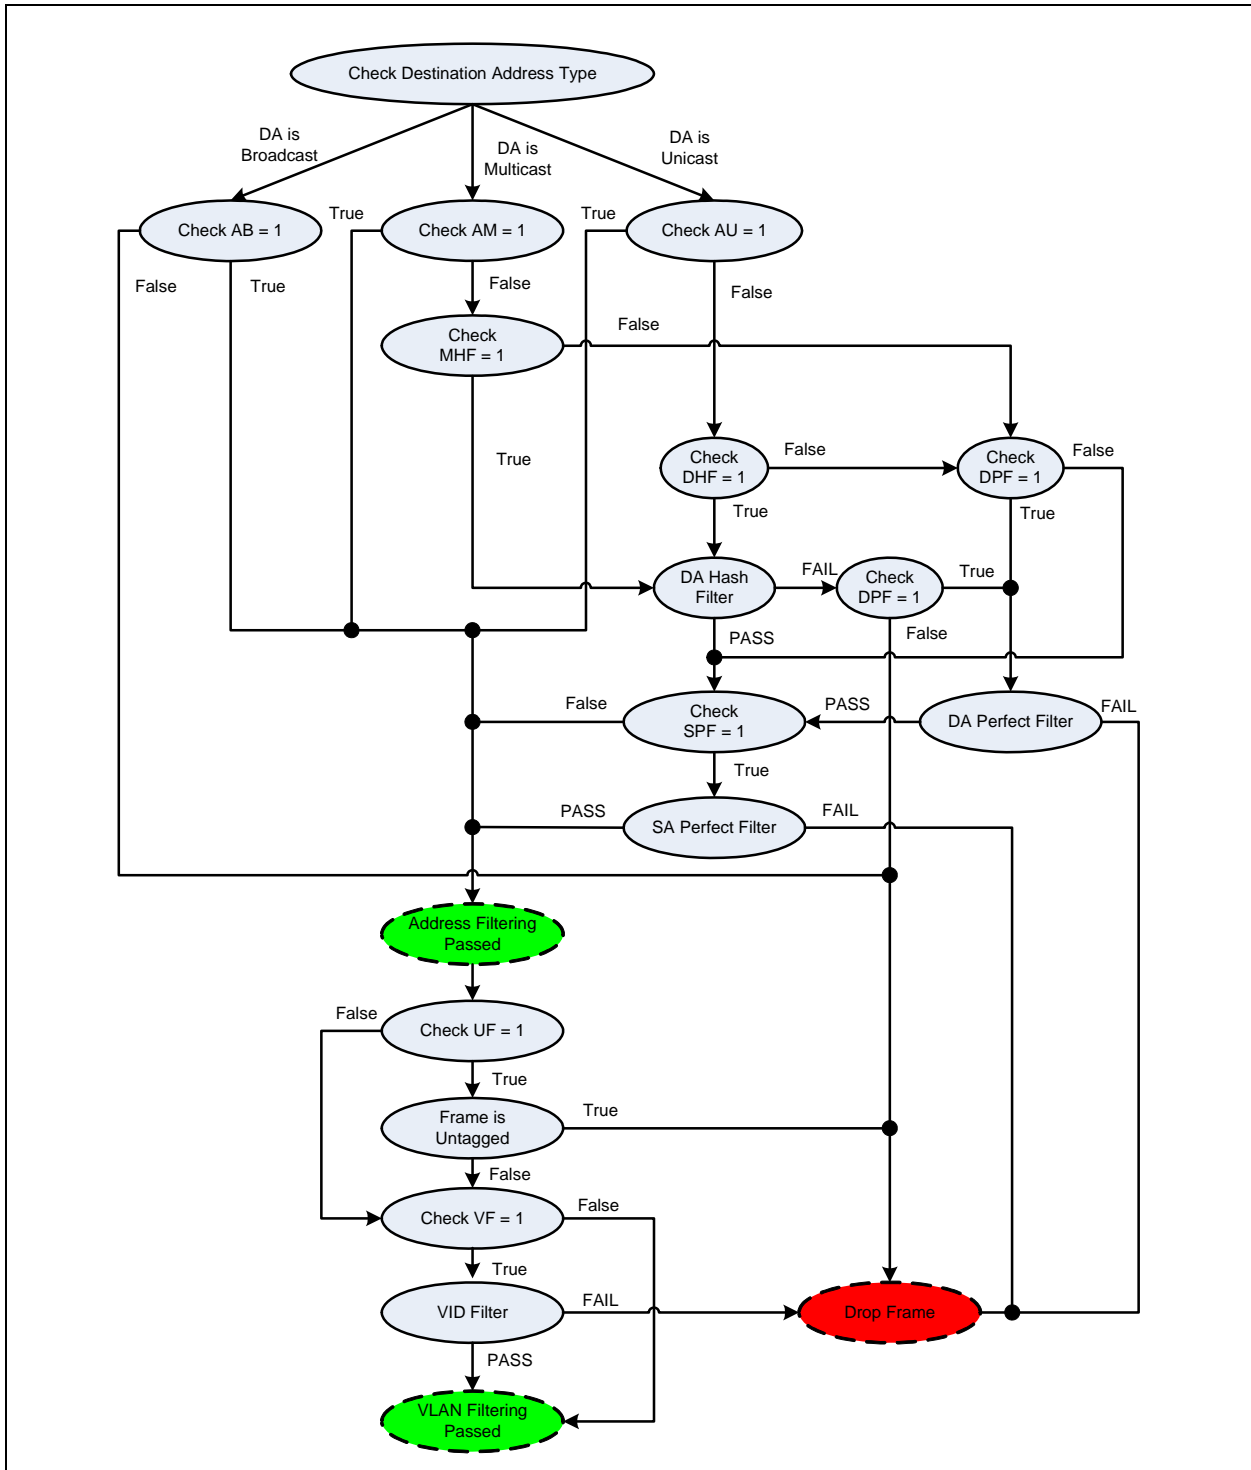 Check Destination Address Type
DA is
Broadcast
DA is
Multicast
DA is
Unicast
Check AB = 1
True
Check AM = 1
True
Check AU = 1
False
True
False
False
Check
MHF = 1
False
True
Check
DHF = 1
False
Check
DPF = 1
False
True
True
DA Hash
Filter
FAIL
Check
DPF = 1
True
PASS
False
False
Check
SPF = 1
PASS
DA Perfect Filter
FAIL
True
PASS
SA Perfect Filter
FAIL
Address Filtering
Passed
False
Check UF = 1
True
Frame is
Untagged
True
False
Check VF = 1
False
True
VID Filter
FAIL
Drop Frame
PASS
VLAN Filtering
Passed